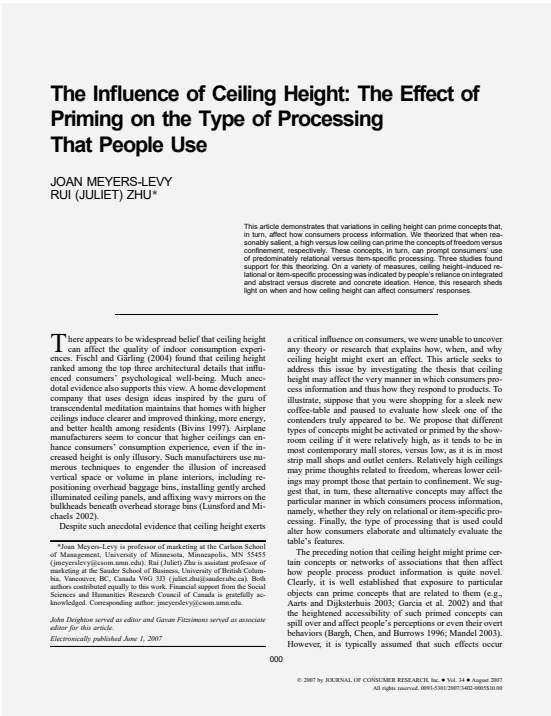 The Influence of Ceiling Height: The Effect of
Priming on the Type of Processing
That People Use
JOAN MEYERS-LEVY
RUI (JULIET) ZHU*
This article demonstrates that variations in ceiling height can prime concepts that,
in turn, affect how consumers process information. We theorized that when rea-
sonably salient, a high versus low ceiling can prime the concepts of freedom versus
confinement, respectively. These concepts, in turn, can prompt consumers' use
of predominately relational versus item-specific processing. Three studies found
support for this theorizing. On a variety of measures, ceiling height–induced re-
lational or item-specific processing was indicated by people's reliance on integrated
and abstract versus discrete and concrete ideation. Hence, this research sheds
light on when and how ceiling height can affect consumers' responses.
There appears to be widespread belief that ceiling height
can affect the quality of indoor consumption experi-
ences. Fischl and Gärling (2004) found that ceiling height
ranked among the top three architectural details that influ-
enced consumers' psychological well-being. Much anec-
dotal evidence also supports this view. A home development
company that uses design ideas inspired by the guru of
transcendental meditation maintains that homes with higher
ceilings induce clearer and improved thinking, more energy,
and better health among residents (Bivins 1997). Airplane
manufacturers seem to concur that higher ceilings can en-
hance consumers' consumption experience, even if the in-
creased height is only illusory. Such manufacturers use nu-
merous techniques to engender the illusion of increased
vertical space or volume in plane interiors, including re-
positioning overhead baggage bins, installing gently arched
illuminated ceiling panels, and affixing wavy mirrors on the
bulkheads beneath overhead storage bins (Lunsford and Mi-
chaels 2002).
Despite such anecdotal evidence that ceiling height exerts
*Joan Meyers-Levy is professor of marketing at the Carlson School
of Management, University of Minnesota, Minneapolis, MN 55455
(jmeyerslevy@csom.umn.edu). Rui (Juliet) Zhu is assistant professor of
marketing at the Sauder School of Business, University of British Colum-
bia, Vancouver, BC, Canada V6G 3J3 (juliet.zhu@sauder.ubc.ca). Both
authors contributed equally to this work. Financial support from the Social
Sciences and Humanities Research Council of Canada is gratefully ac-
knowledged. Corresponding author: jmeyerslevy@csom.umn.edu.
John Deighton served as editor and Gavan Fitzsimons served as associate
editor for this article.
Electronically published June 1, 2007
a critical influence on consumers, we were unable to uncover
any theory or research that explains how, when, and why
ceiling height might exert an effect. This article seeks to
address this issue by investigating the thesis that ceiling
height may affect the very manner in which consumers pro-
cess information and thus how they respond to products. To
illustrate, suppose that you were shopping for a sleek new
coffee-table and paused to evaluate how sleek one of the
contenders truly appeared to be. We propose that different
types of concepts might be activated or primed by the show-
room ceiling if it were relatively high, as it tends to be in
most contemporary mall stores, versus low, as it is in most
strip mall shops and outlet centers. Relatively high ceilings
may prime thoughts related to freedom, whereas lower ceil-
ings may prompt those that pertain to confinement. We sug-
gest that, in turn, these alternative concepts may affect the
particular manner in which consumers process information,
namely, whether they rely on relational or item-specific pro-
cessing. Finally, the type of processing that is used could
alter how consumers elaborate and ultimately evaluate the
table's features.
The preceding notion that ceiling height might prime cer-
tain concepts or networks of associations that then affect
how people process product information is quite novel.
Clearly, it is well established that exposure to particular
objects can prime concepts that are related to them (e.g.,
Aarts and Dijksterhuis 2003; Garcia et al. 2002) and that
the heightened accessibility of such primed concepts can
spill over and affect people's perceptions or even their overt
behaviors (Bargh, Chen, and Burrows 1996; Mandel 2003).
However, it is typically assumed that such effects occur
000
© 2007 by JOURNAL OF CONSUMER RESEARCH, Inc. ● Vol. 34 ● August 2007
All rights reserved. 0093-5301/2007/3402-0005$10.00